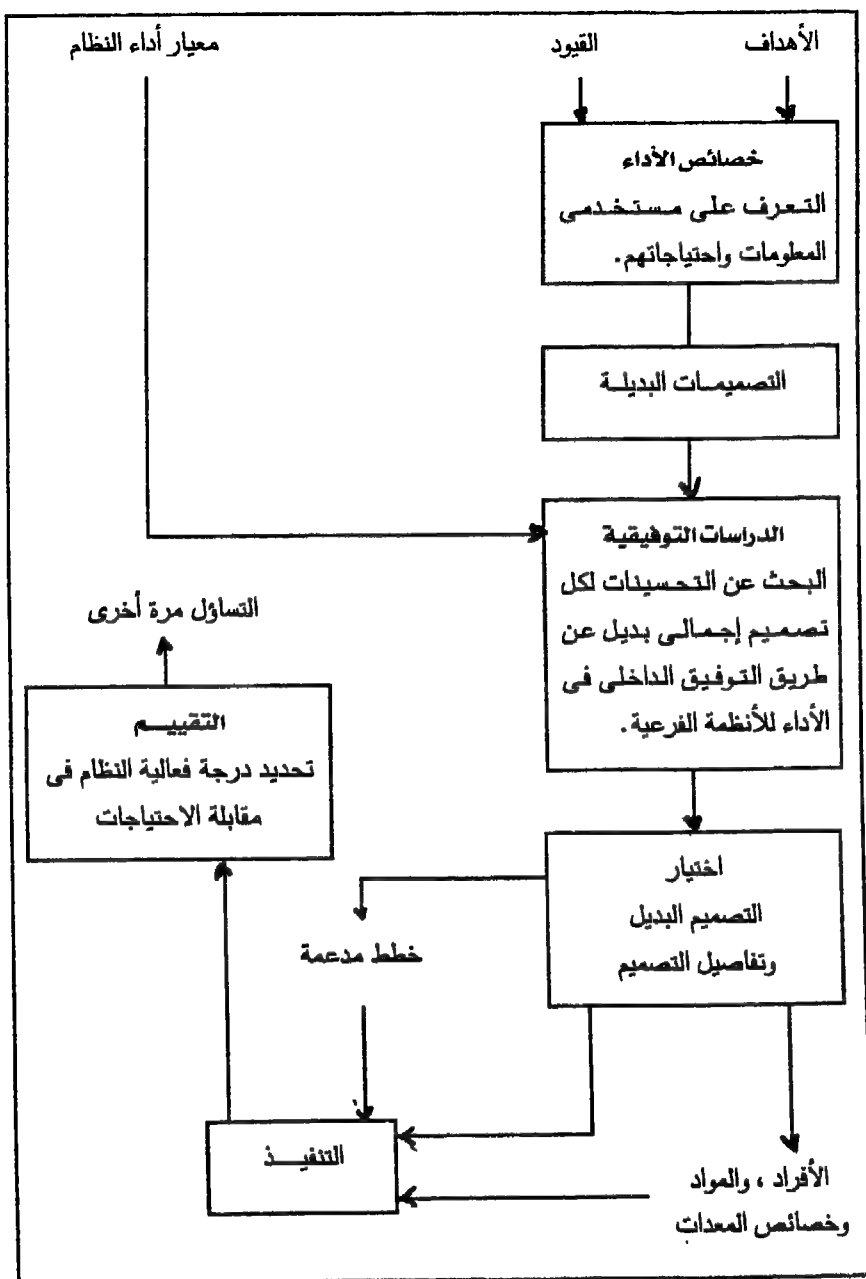 الأهداف
القيود
معيار أداء النظام
خصائص الأداء
التعرف على مستخدمى
المعلومات واحتياجاتهم.
التصميمات البديلة
الدراسات التوفيقية
البحث عن التحسينات لكل
تصميم إجمالى بديل عن
طريق التوفيق الداخلى فى
الأداء للأنظمة الفرعية.
التساؤل مرة أخرى
التقييم
تحديد درجة فعالية النظام فى
مقابلة الاحتياجات
اختيار
التصميم البديل
وتفاصيل التصميم
خطط مدعمة
التنفيذ
الأفراد ، والمواد
وخصائص المعدات